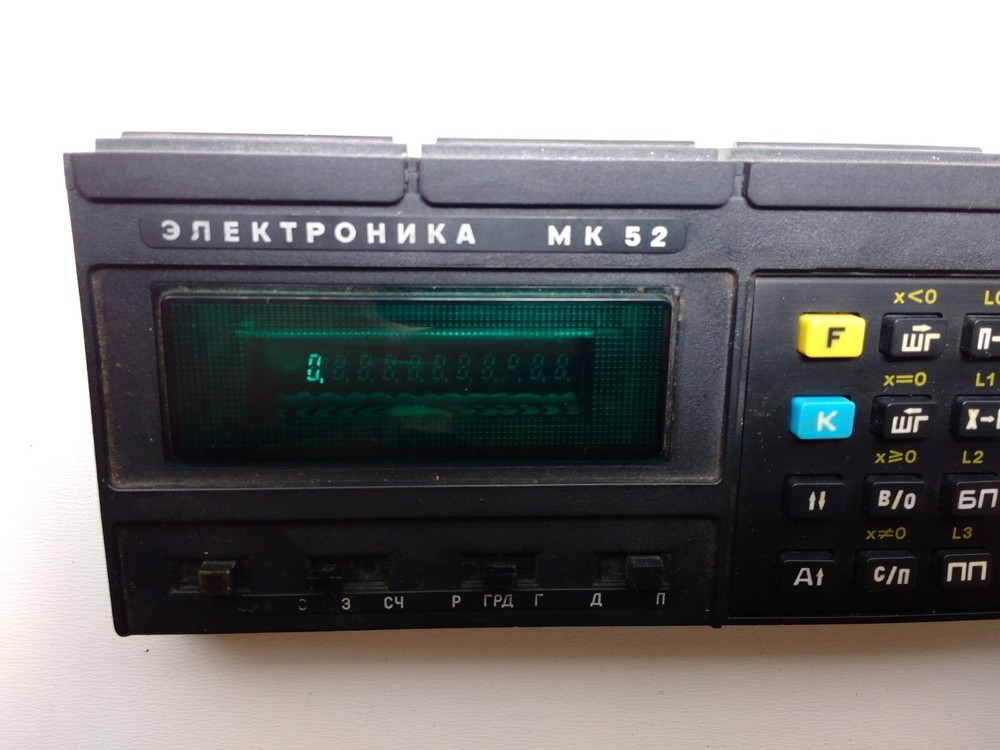 ЭЛЕКТРОНИКА МК 52
0.
x<0
F ШГ
x=0 L1
К ШГ
x≥0 L2
↑↓ В/о БП
x≠0 L3
А↑ С/п ПП
С З СЧ Р ГРД Г Д П